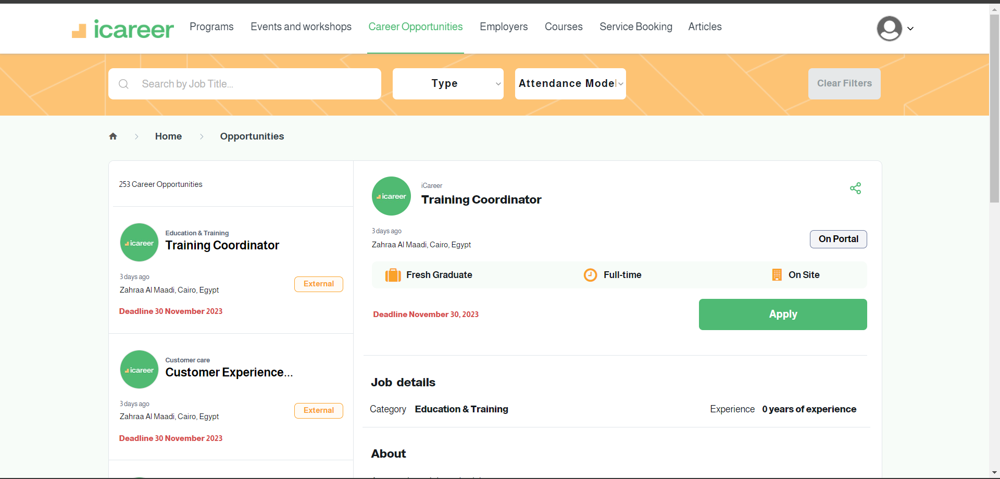 icareer
Programs
Events and workshops
Career Opportunities
Employers
Courses
Service Booking
Articles
Search by Job Title...
Type
Attendance Model
Clear Filters
Home
Opportunities
253 Career Opportunities
icareer
Education & Training
Training Coordinator
3 days ago
Zahraa Al Maadi, Cairo, Egypt
External
Deadline 30 November 2023
icareer
Customer care
Customer Experience...
3 days ago
Zahraa Al Maadi, Cairo, Egypt
External
Deadline 30 November 2023
icareer
iCareer
Training Coordinator
3 days ago
Zahraa Al Maadi, Cairo, Egypt
On Portal
Fresh Graduate
Full-time
On Site
Deadline November 30, 2023
Apply
Job details
Category Education & Training
Experience 0 years of experience
About